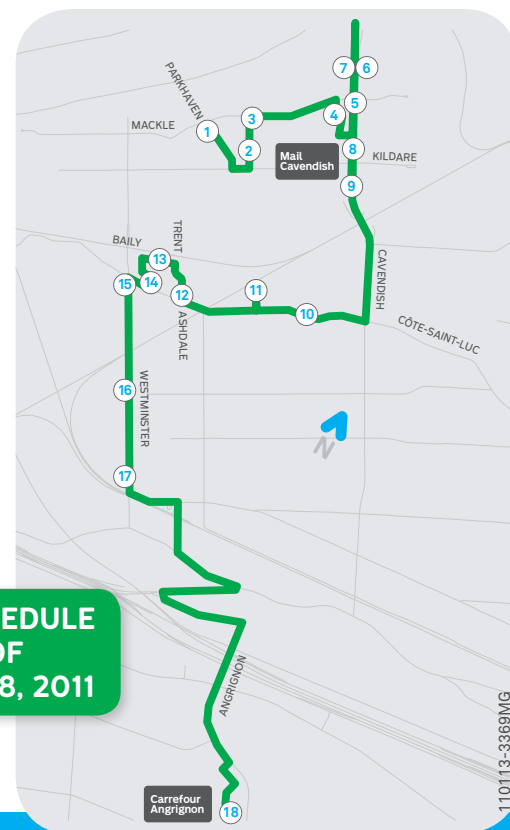 PARKHAVEN
7
6
MACKLE
1
3
4
5
2
8
Mail
Cavendish
KILDARE
9
BAILY
TRENT
13
15
14
12
11
10
ASHDALE
CAVENDISH
CÔTE-SAINT-LUC
16
WESTMINSTER
N
17
OF
8, 2011
ANGRIGNON
Carrefour
Angrignon
18
110113-3369MG